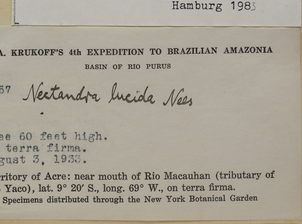 Hamburg 1983
A. KRUKOFF'S 4th EXPEDITION TO BRAZILIAN AMAZONIA
BASIN OF RIO PURUS
57 Nectandra lucida Nees
ee 60 feet high.
terra firma.
gust 3, 1933.
rritory of Acre: near mouth of Rio Macauhan (tributary of
Yaco), lat. 9° 20' S., long. 69° W., on terra firma.
Specimens distributed through the New York Botanical Garden